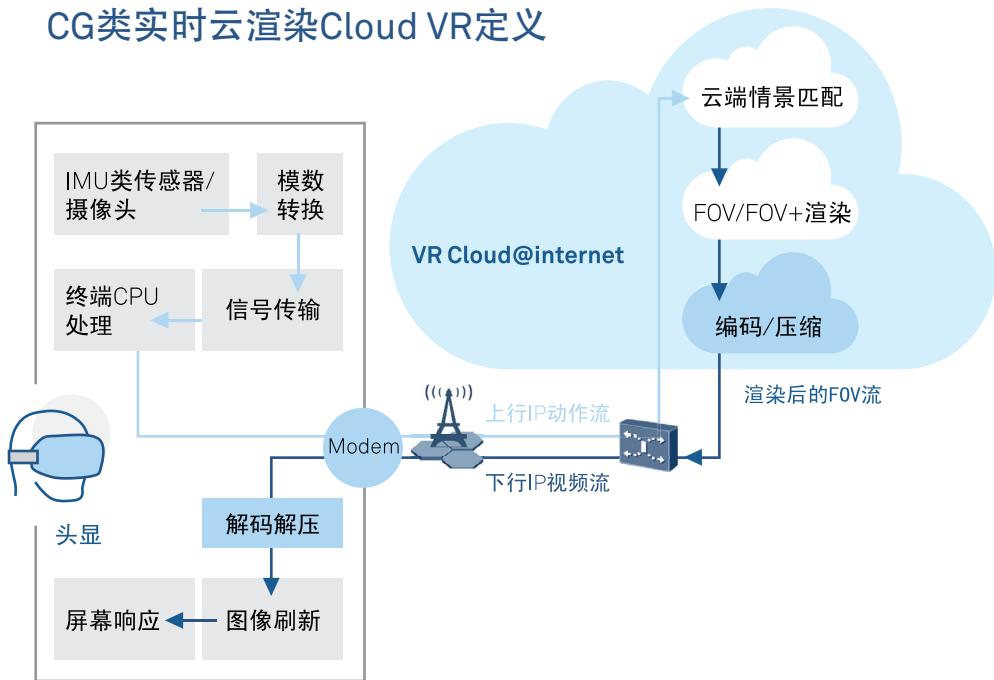 CG类实时云渲染Cloud VR定义
云端情景匹配
IMU类传感器/
摄像头
模数
转换
FOV/FOV+渲染
VR Cloud@internet
终端CPU
处理
信号传输
编码/压缩
渲染后的FOV流
上行IP动作流
Modem
下行IP视频流
解码解压
头显
屏幕响应
图像刷新